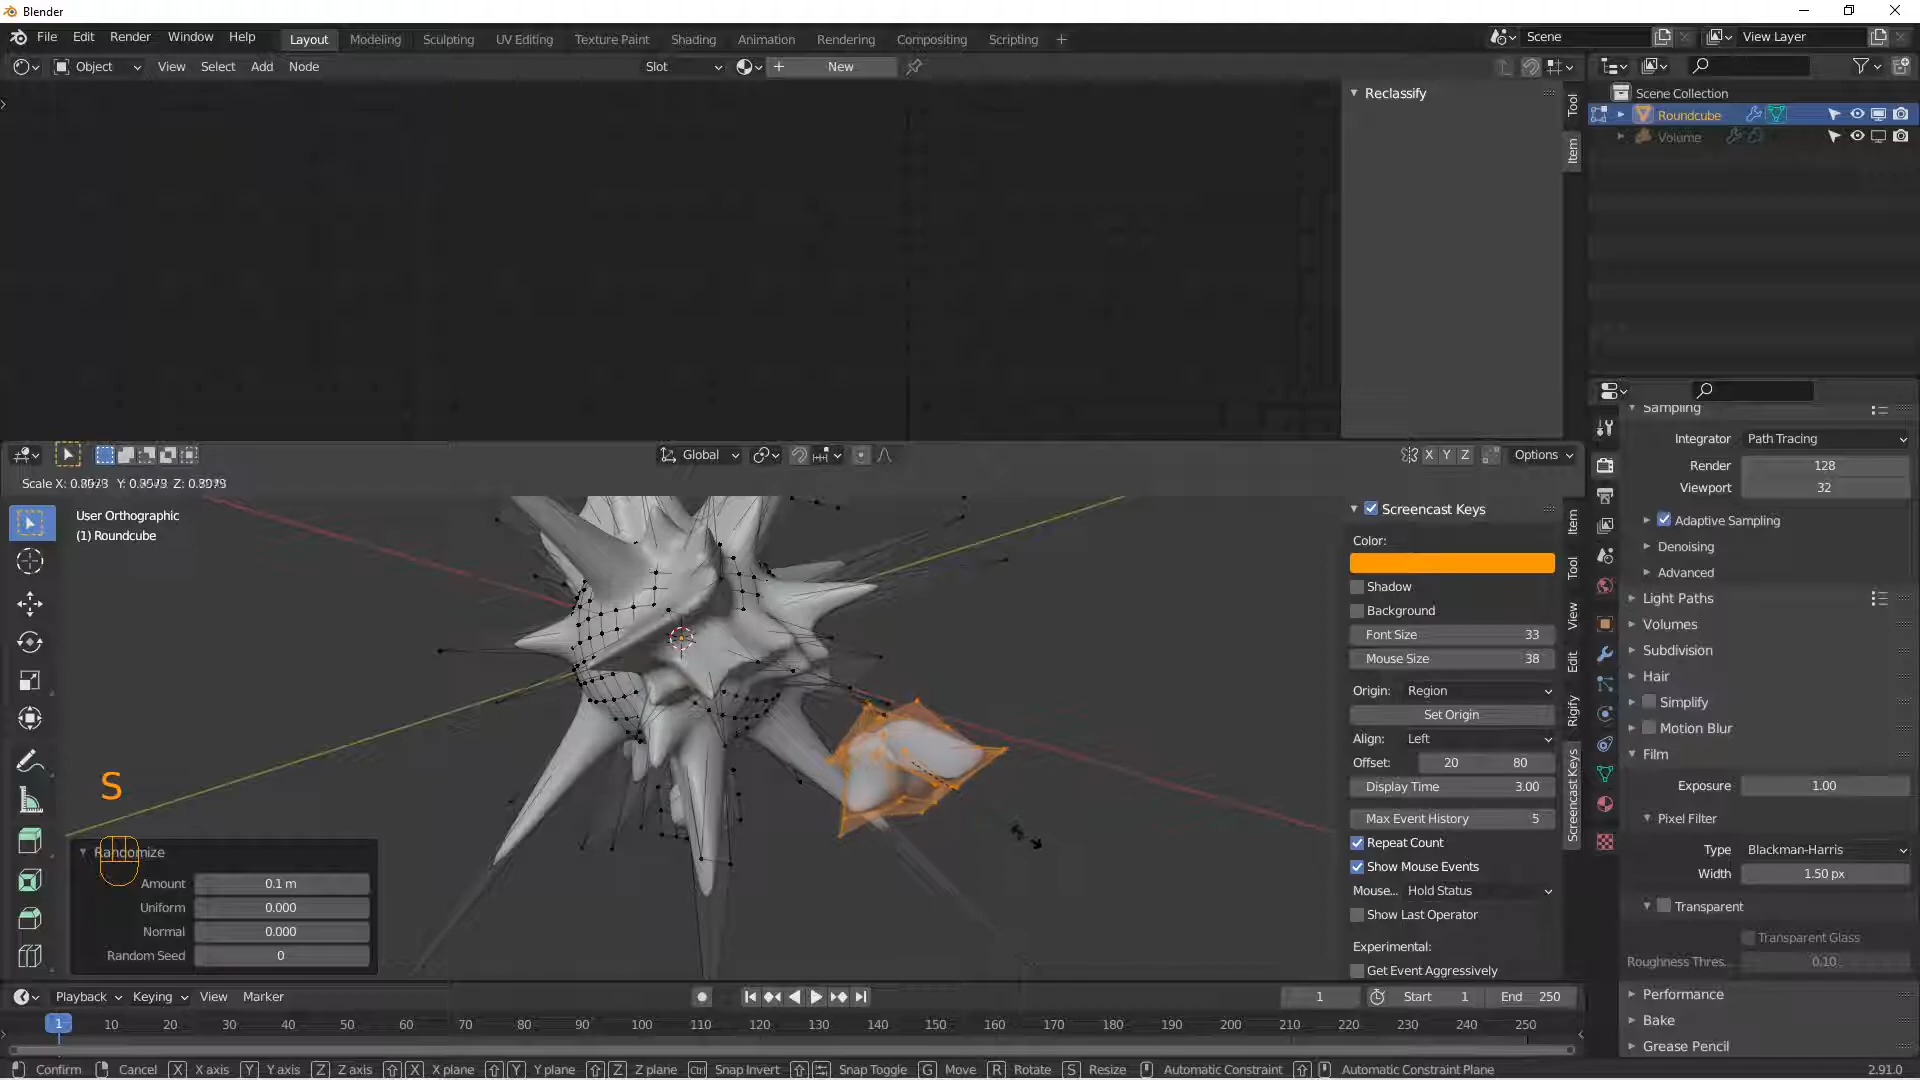 Blender
File Edit Render Window Help Layout Modeling Sculpting UV Editing Texture Paint Shading Animation Rendering Compositing Scripting + Scene View Layer
Object View Select Add Node Slot New
Reclassify
Tool
Item
Scene Collection
Roundcube
Volume
Global X Y Z Options
User Orthographic
(1) Roundcube
S
Randomize
Amount 0.1 m
Uniform 0.000
Normal 0.000
Random Seed 0
Screencast Keys
Color:
Shadow
Background
Font Size 33
Mouse Size 38
Origin: Region
Set Origin
Align: Left
Offset: 20 80
Display Time 3.00
Max Event History 5
Repeat Count
Show Mouse Events
Mouse... Hold Status
Show Last Operator
Experimental:
Get Event Aggressively
Item
Tool
View
Edit
Rigify
Screencast Keys
Sampling
Integrator Path Tracing
Render 128
Viewport 32
Adaptive Sampling
Denoising
Advanced
Light Paths
Volumes
Subdivision
Hair
Simplify
Motion Blur
Film
Exposure 1.00
Pixel Filter
Type Blackman-Harris
Width 1.50 px
Transparent
Transparent Glass
Roughness Thres. 0.10
Performance
Bake
Grease Pencil
Playback Keying View Marker 1 Start 1 End 250
1 10 20 30 40 50 60 70 80 90 100 110 120 130 140 150 160 170 180 190 200 210 220 230 240 250
Confirm Cancel X X axis Y Y axis Z Z axis X X plane Y Y plane Z Z plane Ctrl Snap Invert Snap Toggle G Move R Rotate S Resize Automatic Constraint Automatic Constraint Plane 2.91.0